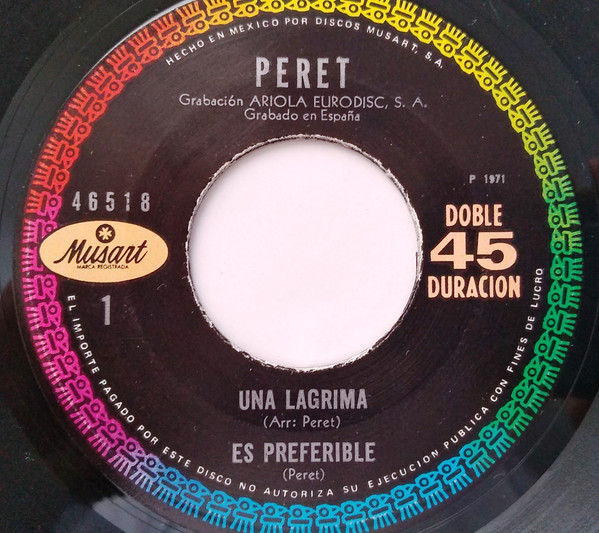 HECHO EN MEXICO POR DISCOS MUSART, S.A.
PERET
Grabación ARIOLA EURODISC, S. A.
Grabado en España
P 1971
46518
Musart
MARCA REGISTRADA
1
DOBLE
45
DURACION
UNA LAGRIMA
(Arr: Peret)
ES PREFERIBLE
(Peret)
EL IMPORTE PAGADO POR ESTE DISCO NO AUTORIZA SU EJECUCION PUBLICA CON FINES DE LUCRO